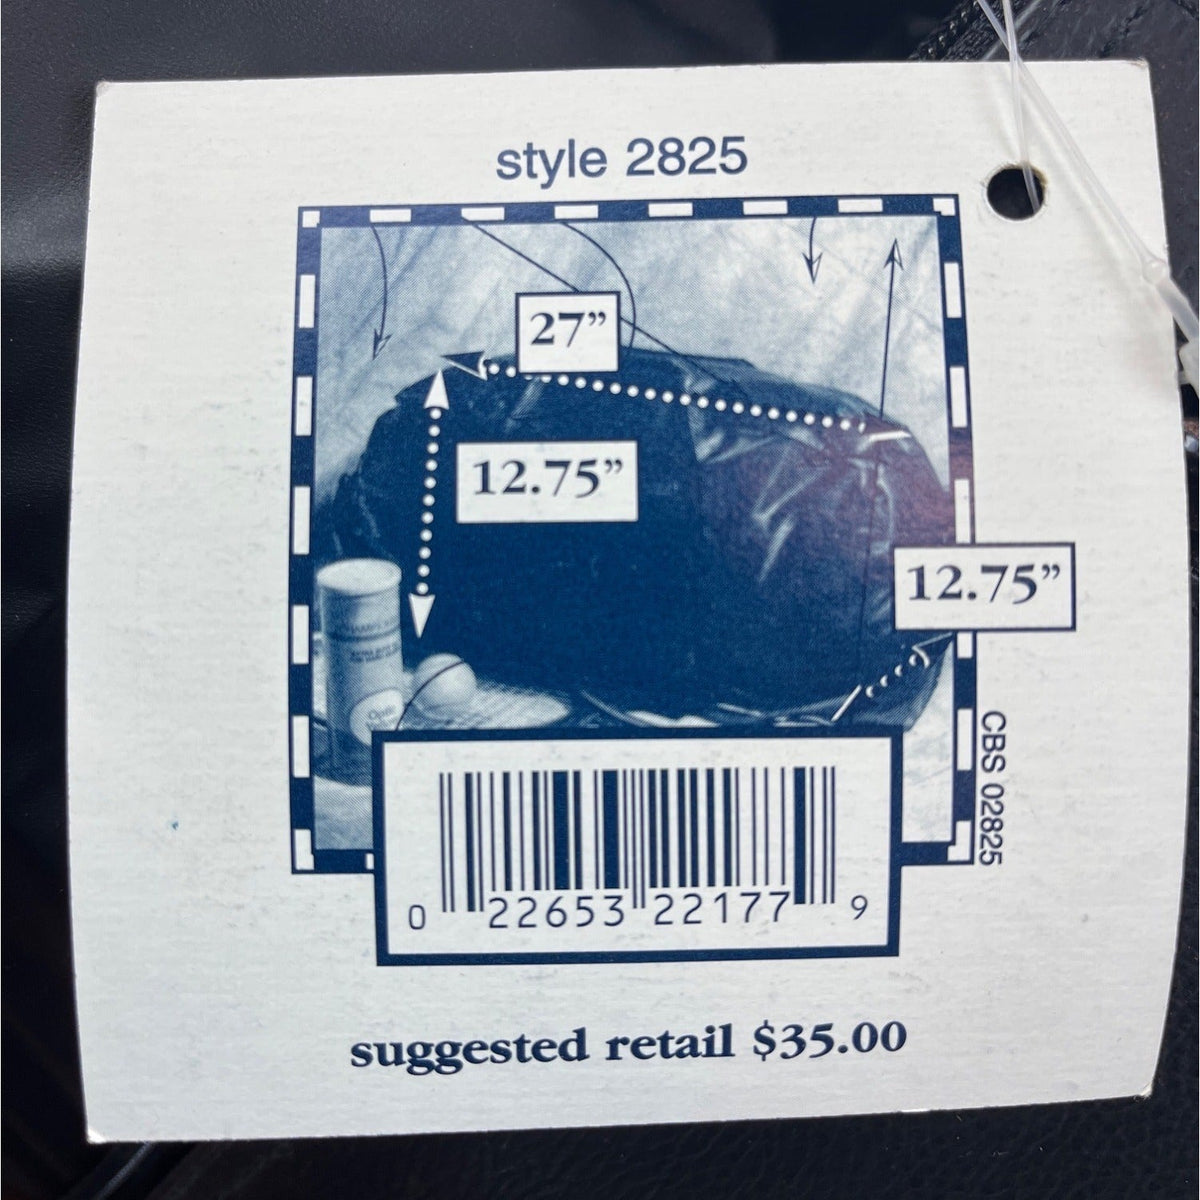 style 2825
27”
12.75”
12.75”
CBS 02825
0 22653 22177 9
suggested retail $35.00